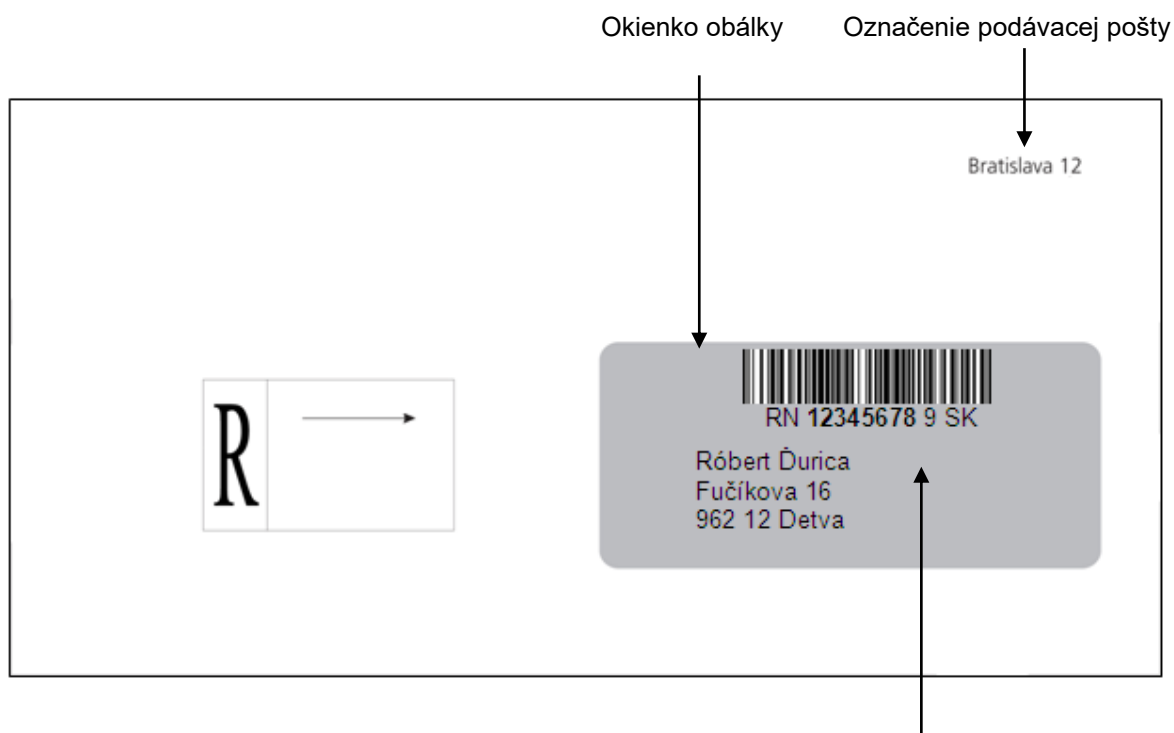 Okienko obálky Označenie podávacej pošty
Bratislava 12
R
RN 12345678 9 SK
Róbert Ďurica
Fučíkova 16
962 12 Detva